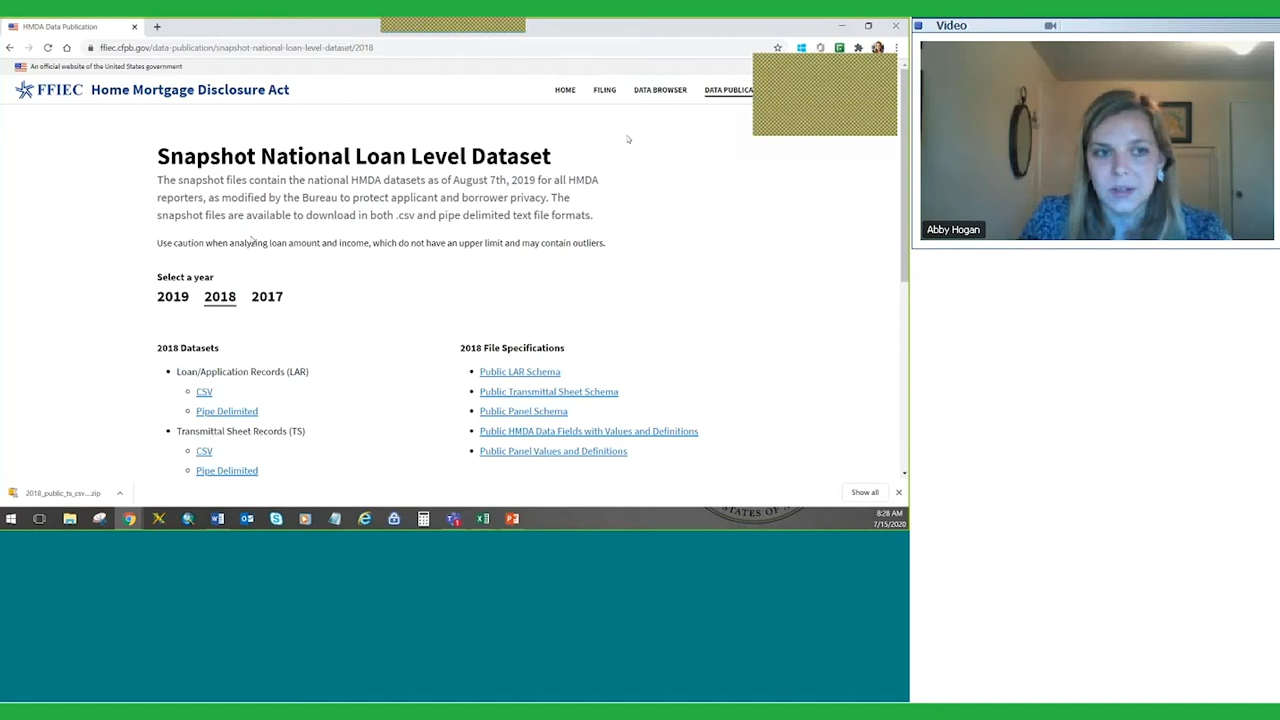 HMDA Data Publication
ffiec.cfpb.gov/data-publication/snapshot-national-loan-level-dataset/2018
An official website of the United States government
FFIEC Home Mortgage Disclosure Act
HOME FILING DATA BROWSER DATA PUBLICA
Snapshot National Loan Level Dataset
The snapshot files contain the national HMDA datasets as of August 7th, 2019 for all HMDA
reporters, as modified by the Bureau to protect applicant and borrower privacy. The
snapshot files are available to download in both .csv and pipe delimited text file formats.
Use caution when analyzing loan amount and income, which do not have an upper limit and may contain outliers.
Select a year
2019 2018 2017
2018 Datasets
Loan/Application Records (LAR)
CSV
Pipe Delimited
Transmittal Sheet Records (TS)
CSV
Pipe Delimited
2018 File Specifications
Public LAR Schema
Public Transmittal Sheet Schema
Public Panel Schema
Public HMDA Data Fields with Values and Definitions
Public Panel Values and Definitions
2018_public_ts_csv....zip
Show all
STATES OF
8:28 AM
7/15/2020
Video
Abby Hogan